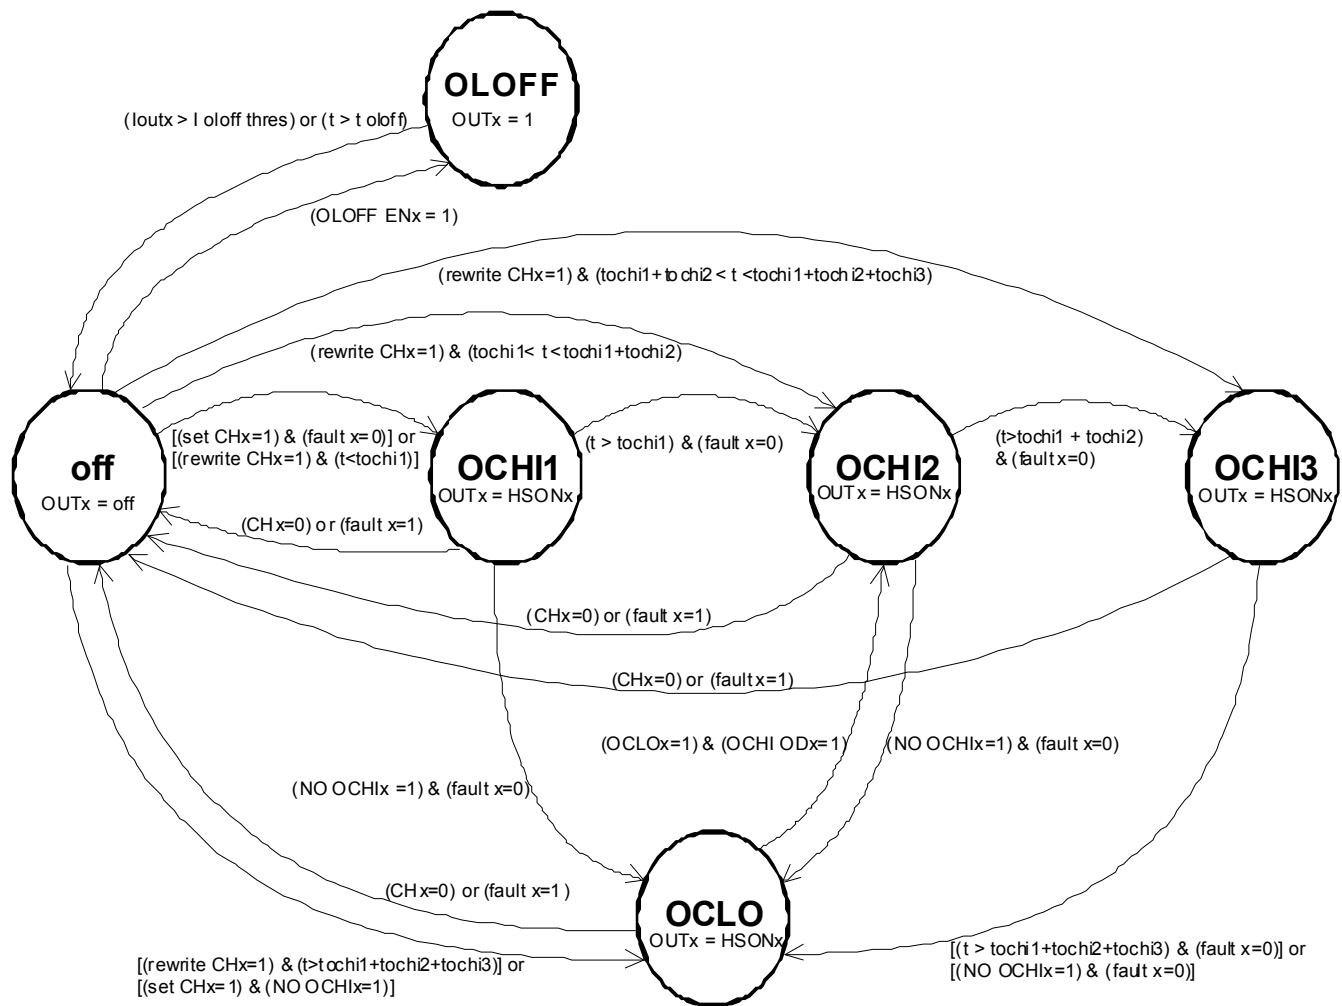 OLOFF
OUTx = 1
(Ioutx > I oloff thres) or (t > t oloff)
(OLOFF ENx = 1)
(rewrite CHx=1) & (tochi1+tochi2 < t <tochi1+tochi2+tochi3)
(rewrite CHx=1) & (tochi1< t <tochi1+tochi2)
[(set CHx=1) & (fault x=0)] or
[(rewrite CHx=1) & (t<tochi1)]
(t > tochi1) & (fault x=0)
(t>tochi1 + tochi2)
& (fault x=0)
off
OUTx = off
OCHI1
OUTx = HSONx
OCHI2
OUTx = HSONx
OCHI3
OUTx = HSONx
(CHx=0) or (fault x=1)
(CHx=0) or (fault x=1)
(CHx=0) or (fault x=1)
(OCLOx=1) & (OCHI ODx=1)
(NO OCHIx=1) & (fault x=0)
(NO OCHIx =1) & (fault x=0)
(CHx=0) or (fault x=1)
OCLO
OUTx = HSONx
[(rewrite CHx=1) & (t>tochi1+tochi2+tochi3)] or
[(set CHx=1) & (NO OCHIx=1)]
[(t > tochi1+tochi2+tochi3) & (fault x=0)] or
[(NO OCHIx=1) & (fault x=0)]